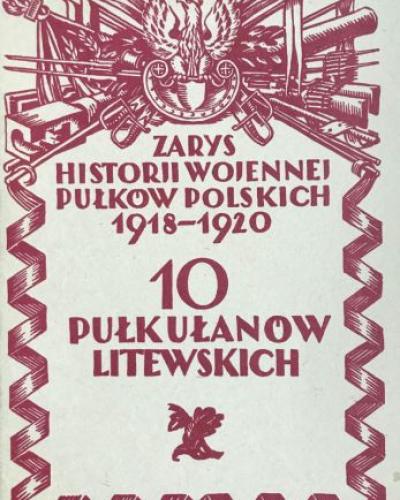 ZARYS
HISTORJI WOJENNEJ
PUŁKÓW POLSKICH
1918–1920
10
PUŁK UŁANÓW
LITEWSKICH